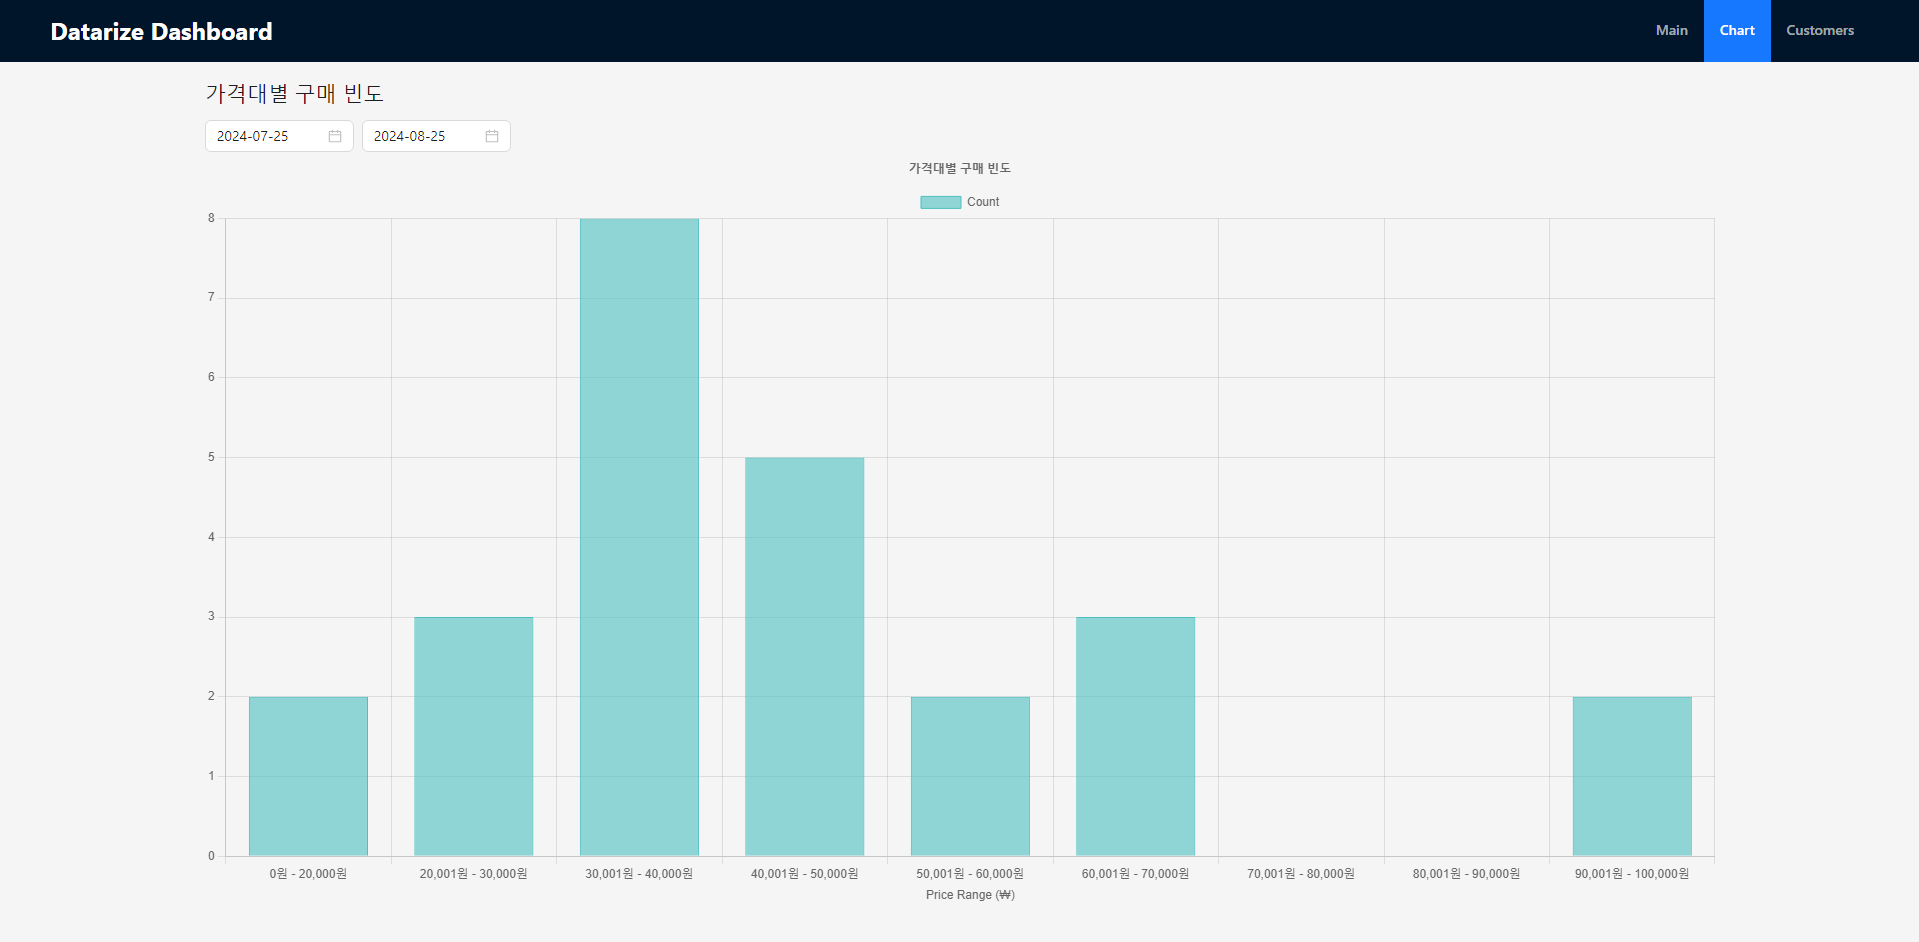 Datarize Dashboard
Main
Chart
Customers
가격대별 구매 빈도
2024-07-25
2024-08-25
가격대별 구매 빈도
Count
8
7
6
5
4
3
2
1
0
0원 - 20,000원
20,001원 - 30,000원
30,001원 - 40,000원
40,001원 - 50,000원
50,001원 - 60,000원
60,001원 - 70,000원
70,001원 - 80,000원
80,001원 - 90,000원
90,001원 - 100,000원
Price Range (₩)